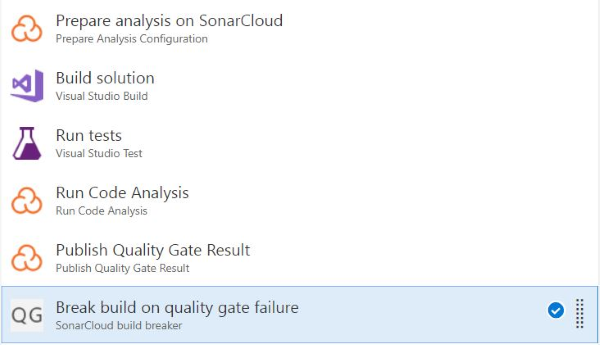 Prepare analysis on SonarCloud
Prepare Analysis Configuration
Build solution
Visual Studio Build
Run tests
Visual Studio Test
Run Code Analysis
Run Code Analysis
Publish Quality Gate Result
Publish Quality Gate Result
QG
Break build on quality gate failure
SonarCloud build breaker